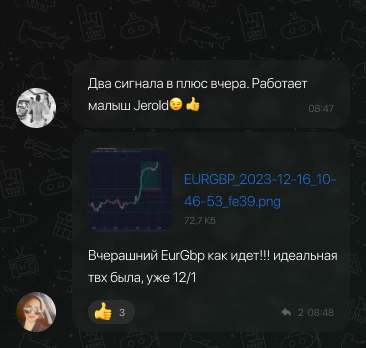 Два сигнала в плюс вчера. Работает
малыш Jerold😉👍
08:47
EURGBP_2023-12-16_10-
46-53_fe39.png
72,7 Кб
Вчерашний EurGbp как идет!!! идеальная
твх была, уже 12/1
👍 3
2 08:48